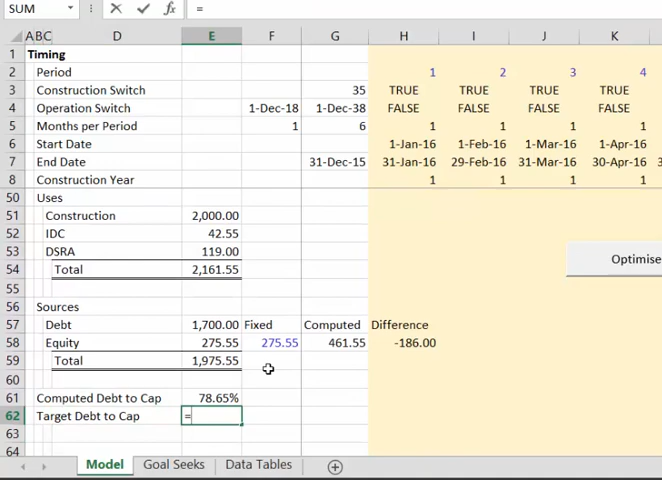 SUM =
A B C D E F G H I J K
1 Timing
2 Period 1 2 3 4
3 Construction Switch 35 TRUE TRUE TRUE TRUE
4 Operation Switch 1-Dec-18 1-Dec-38 FALSE FALSE FALSE FALSE
5 Months per Period 1 6 1 1 1 1
6 Start Date 1-Jan-16 1-Feb-16 1-Mar-16 1-Apr-16
7 End Date 31-Dec-15 31-Jan-16 29-Feb-16 31-Mar-16 30-Apr-16 3
8 Construction Year 1 1 1 1
50 Uses
51 Construction 2,000.00
52 IDC 42.55
53 DSRA 119.00
54 Total 2,161.55
55
56 Sources
57 Debt 1,700.00 Fixed Computed Difference
58 Equity 275.55 275.55 461.55 -186.00
59 Total 1,975.55
60
61 Computed Debt to Cap 78.65%
62 Target Debt to Cap =
63
64
Optimise
Model Goal Seeks Data Tables